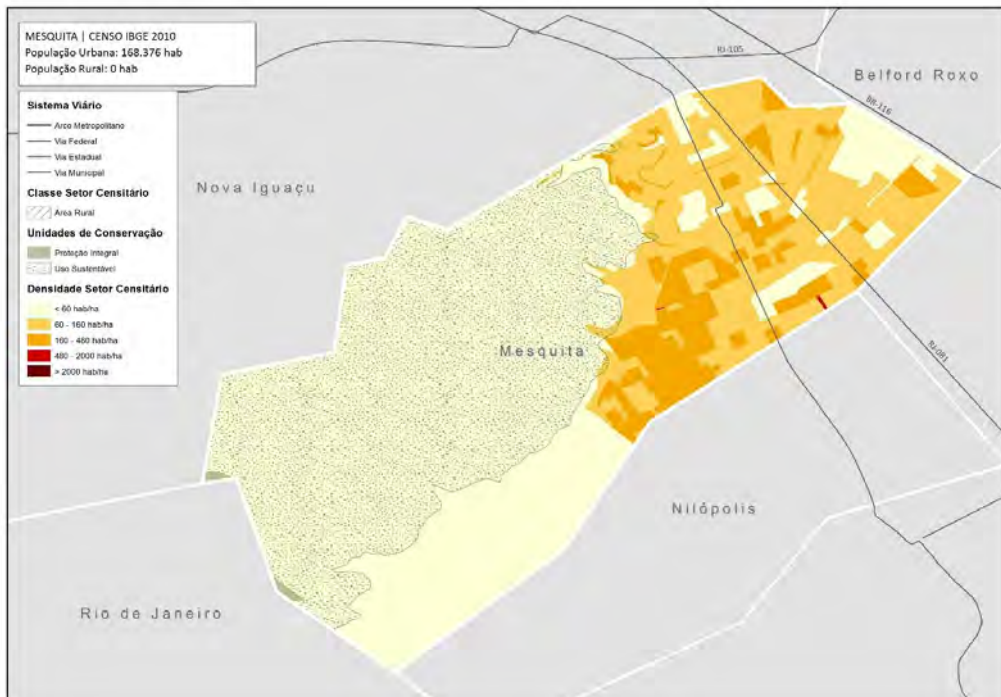 MESQUITA | CENSO IBGE 2010
População Urbana: 168.376 hab
População Rural: 0 hab
Sistema Viário
Arco Metropolitano
Via Federal
Via Estadual
Via Municipal
Classe Setor Censitário
Área Rural
Unidades de Conservação
Proteção Integral
Uso Sustentável
Densidade Setor Censitário
< 60 hab/ha
60 - 160 hab/ha
160 - 480 hab/ha
480 - 2000 hab/ha
> 2000 hab/ha
RJ-105
Belford Roxo
BR-116
Nova Iguaçu
Mesquita
RJ-081
Nilópolis
Rio de Janeiro